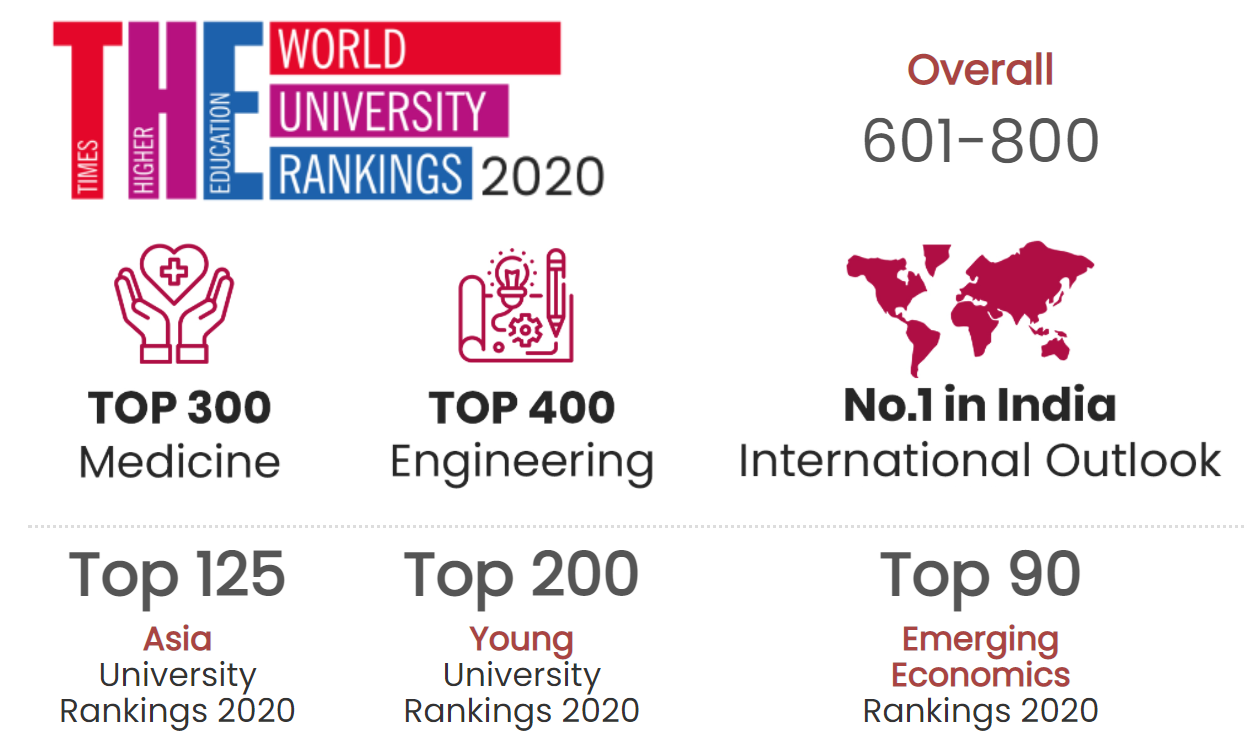 TIMES
HIGHER
EDUCATION
THE
WORLD
UNIVERSITY
RANKINGS 2020
Overall
601-800
TOP 300
Medicine
TOP 400
Engineering
No.1 in India
International Outlook
Top 125
Asia
University
Rankings 2020
Top 200
Young
University
Rankings 2020
Top 90
Emerging
Economics
Rankings 2020